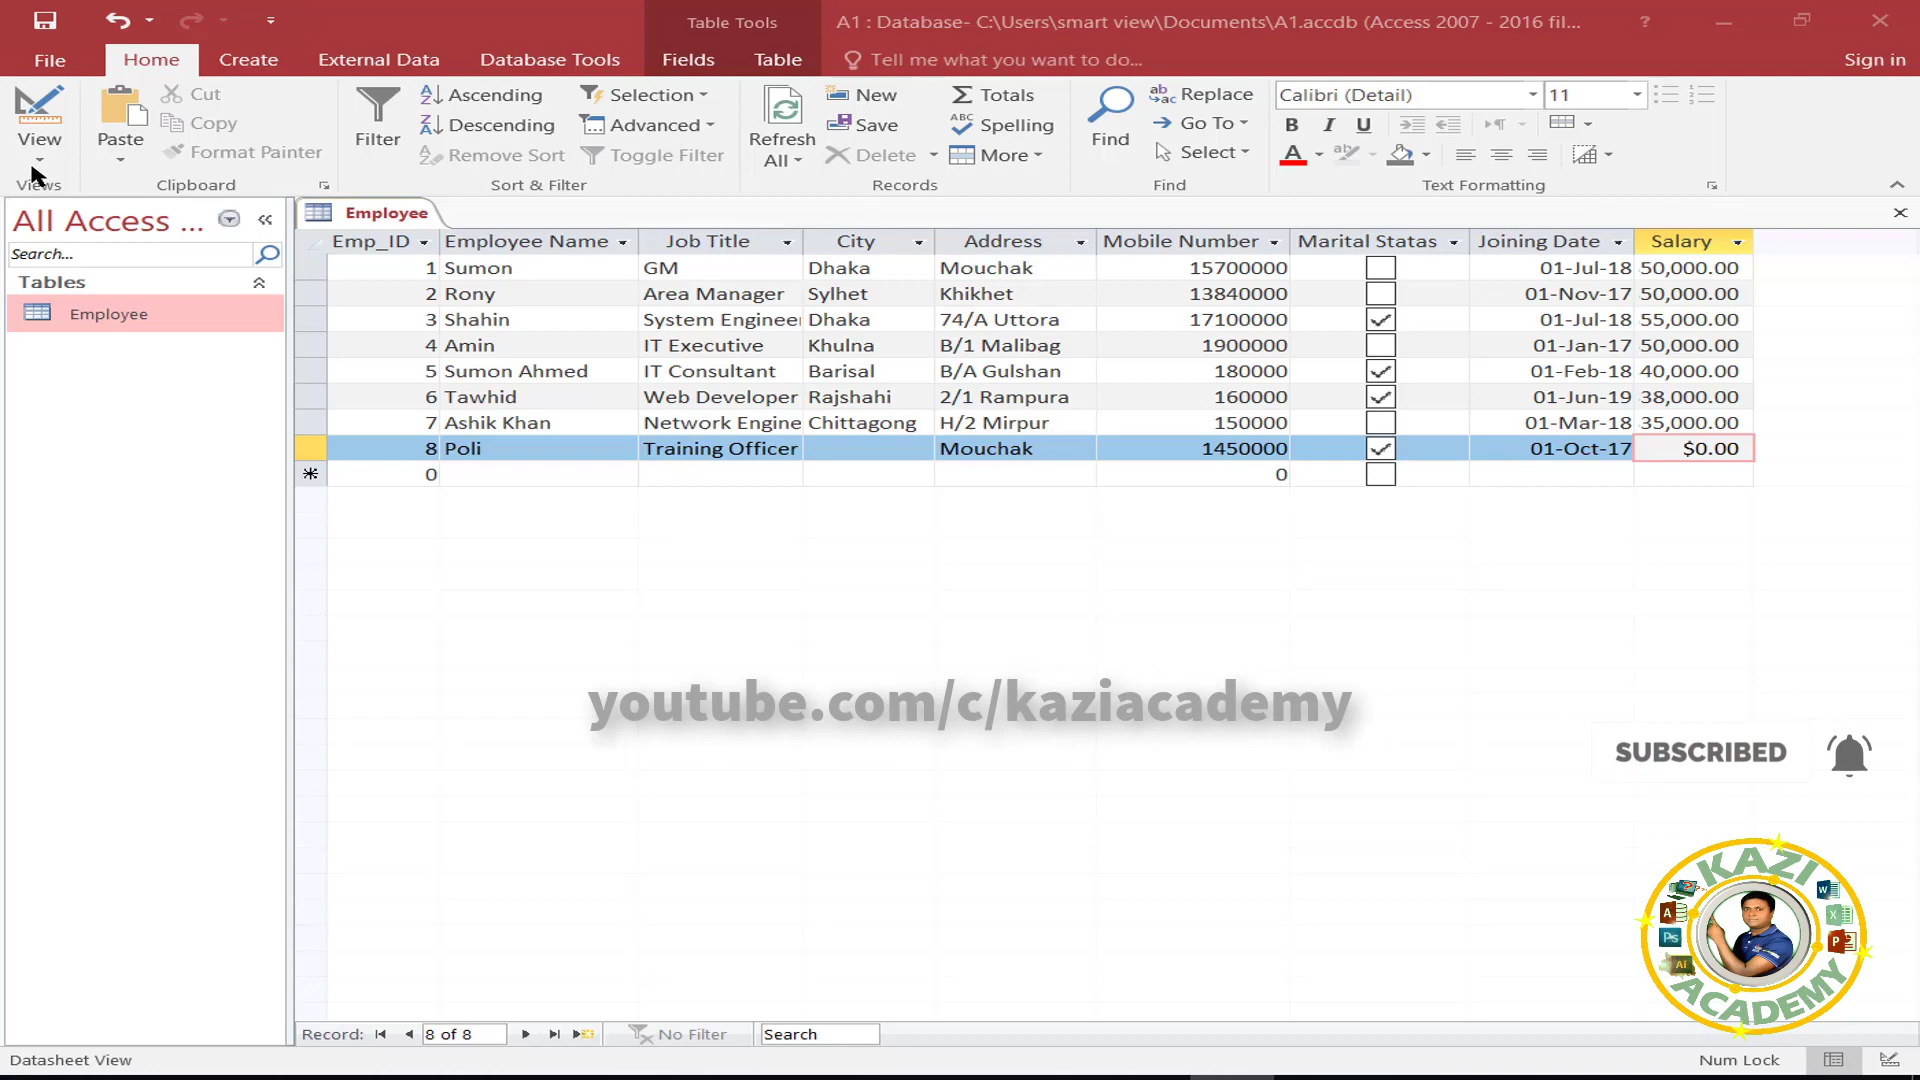 Table Tools
A1 : Database- C:\Users\smart view\Documents\A1.accdb (Access 2007 - 2016 fil...
?
File
Home
Create
External Data
Database Tools
Fields
Table
Tell me what you want to do...
Sign in
View
Views
Paste
Cut
Copy
Format Painter
Clipboard
Filter
Ascending
Descending
Remove Sort
Selection
Advanced
Toggle Filter
Sort & Filter
Refresh All
New
Save
Delete
Totals
Spelling
More
Records
Find
Replace
Go To
Select
Find
Calibri (Detail)
11
B I U
A
Text Formatting
All Access ...
Search...
Tables
Employee
Employee
Emp_ID Employee Name Job Title City Address Mobile Number Marital Statas Joining Date Salary
1 Sumon GM Dhaka Mouchak 15700000 01-Jul-18 50,000.00
2 Rony Area Manager Sylhet Khikhet 13840000 01-Nov-17 50,000.00
3 Shahin System Engineer Dhaka 74/A Uttora 17100000 01-Jul-18 55,000.00
4 Amin IT Executive Khulna B/1 Malibag 1900000 01-Jan-17 50,000.00
5 Sumon Ahmed IT Consultant Barisal B/A Gulshan 180000 01-Feb-18 40,000.00
6 Tawhid Web Developer Rajshahi 2/1 Rampura 160000 01-Jun-19 38,000.00
7 Ashik Khan Network Engine Chittagong H/2 Mirpur 150000 01-Mar-18 35,000.00
8 Poli Training Officer Mouchak 1450000 01-Oct-17 $0.00
0 0
youtube.com/c/kaziacademy
SUBSCRIBED
KAZI
ACADEMY
Record:
8 of 8
No Filter
Search
Datasheet View
Num Lock